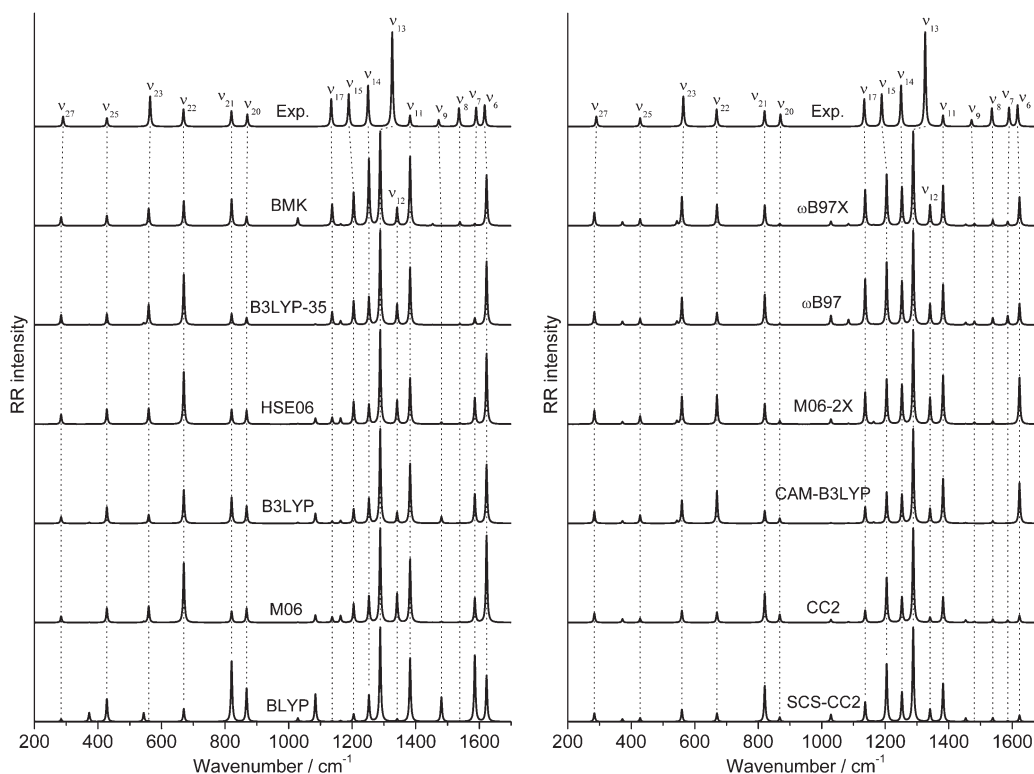 ν13
ν23
ν17
ν15
ν14
ν27
ν25
ν22
ν21
ν20
ν11
ν9
ν8
ν7
ν6
Exp.
BMK
ν12
B3LYP-35
HSE06
B3LYP
M06
BLYP
RR intensity
RR intensity
200 400 600 800 1000 1200 1400 1600
Wavenumber / cm-1
ν13
ν23
ν17
ν15
ν14
ν27
ν25
ν22
ν21
ν20
ν11
ν9
ν8
ν7
ν6
Exp.
ωB97X
ν12
ωB97
M06-2X
CAM-B3LYP
CC2
SCS-CC2
RR intensity
RR intensity
200 400 600 800 1000 1200 1400 1600
Wavenumber / cm-1